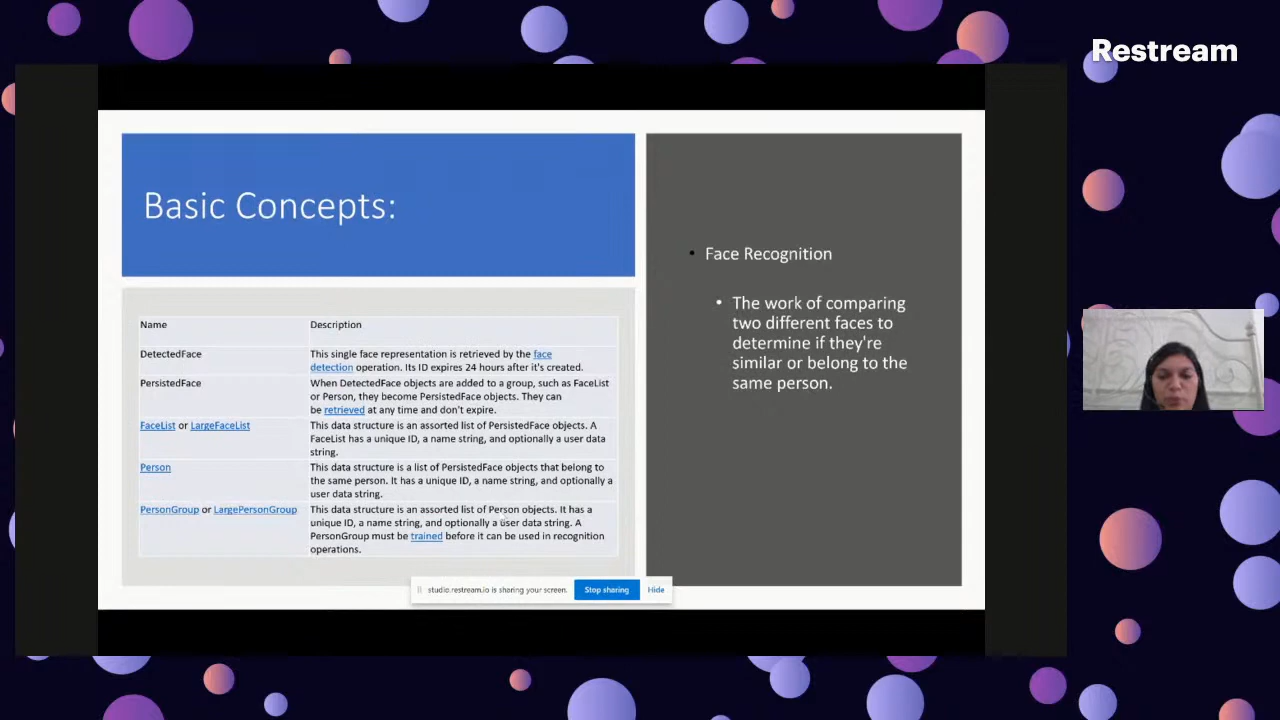 Restream
Basic Concepts:
Name Description
DetectedFace This single face representation is retrieved by the face
detection operation. Its ID expires 24 hours after it's created.
PersistedFace When DetectedFace objects are added to a group, such as FaceList
or Person, they become PersistedFace objects. They can
be retrieved at any time and don't expire.
FaceList or LargeFaceList This data structure is an assorted list of PersistedFace objects. A
FaceList has a unique ID, a name string, and optionally a user data
string.
Person This data structure is a list of PersistedFace objects that belong to
the same person. It has a unique ID, a name string, and optionally a
user data string.
PersonGroup or LargePersonGroup This data structure is an assorted list of Person objects. It has a
unique ID, a name string, and optionally a user data string. A
PersonGroup must be trained before it can be used in recognition
operations.
• Face Recognition
• The work of comparing
two different faces to
determine if they're
similar or belong to the
same person.
studio.restream.io is sharing your screen. Stop sharing Hide